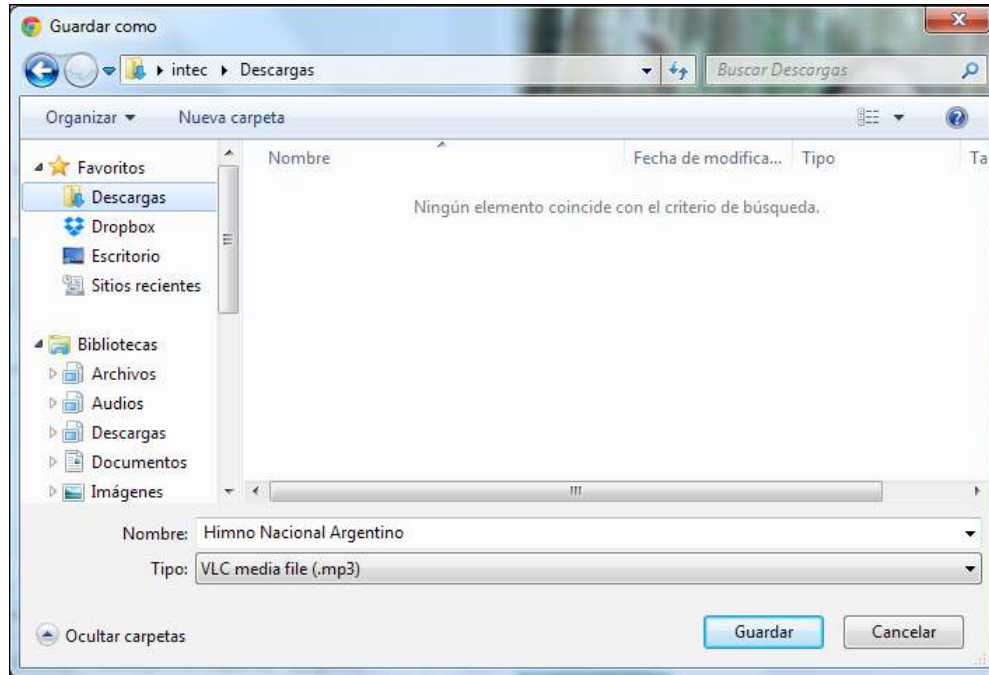 Guardar como
intec Descargas
Buscar Descargas
Organizar Nueva carpeta
Nombre Fecha de modifica... Tipo Ta
Ningún elemento coincide con el criterio de búsqueda.
Favoritos
Descargas
Dropbox
Escritorio
Sitios recientes
Bibliotecas
Archivos
Audios
Descargas
Documentos
Imágenes
Nombre: Himno Nacional Argentino
Tipo: VLC media file (.mp3)
Ocultar carpetas
Guardar Cancelar